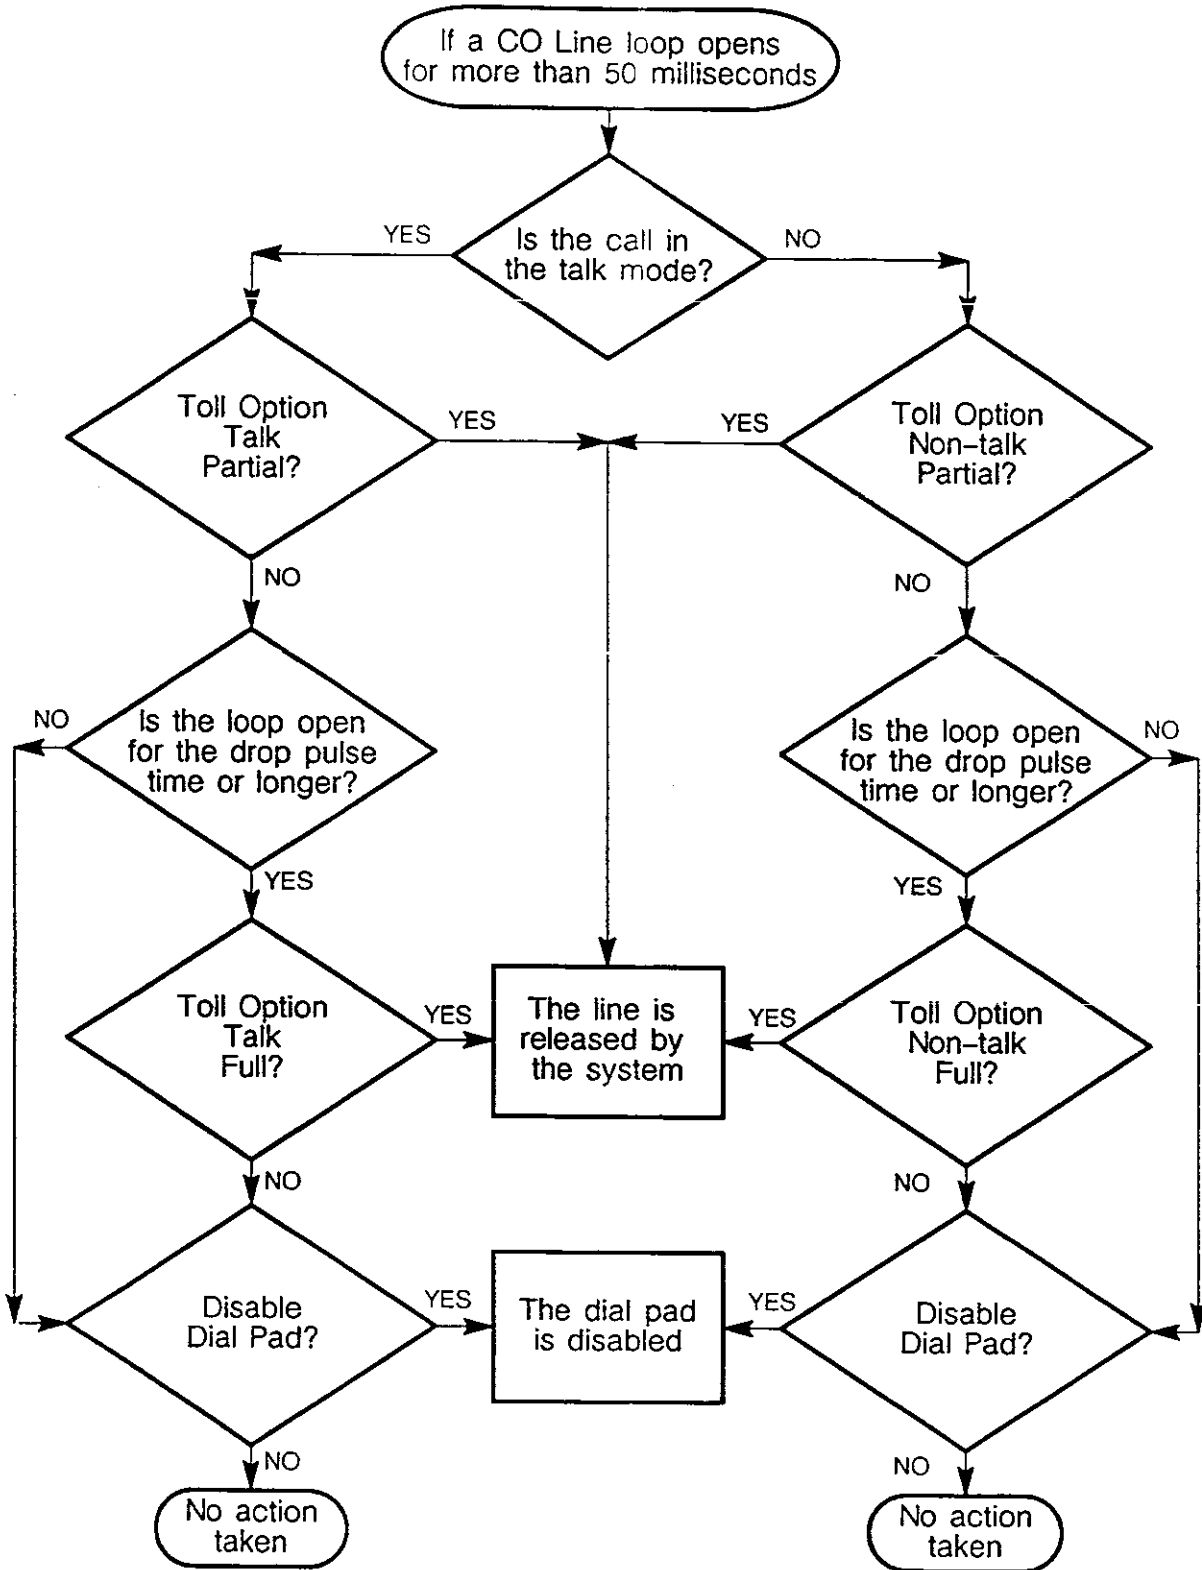 If a CO Line loop opens
for more than 50 milliseconds
YES
Is the call in
the talk mode?
NO
Toll Option
Talk
Partial?
YES
YES
Toll Option
Non-talk
Partial?
NO
NO
NO
Is the loop open
for the drop pulse
time or longer?
Is the loop open
for the drop pulse
time or longer?
NO
YES
YES
Toll Option
Talk
Full?
YES
The line is
released by
the system
YES
Toll Option
Non-talk
Full?
NO
NO
Disable
Dial Pad?
YES
The dial pad
is disabled
YES
Disable
Dial Pad?
NO
NO
No action
taken
No action
taken